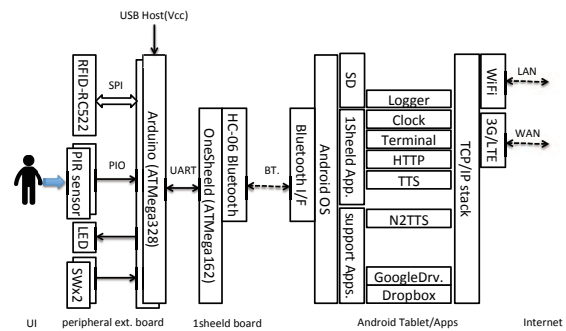 USB Host(Vcc)
RFID-RC522
SPI
Arduino (ATMega328)
PIR sensor
PIO
LED
SWx2
UART
OneSheeld (ATMega162)
HC-06 Bluetooth
BT.
Bluetooth I/F
Android OS
SD
1Sheeld App.
support Apps.
Logger
Clock
Terminal
HTTP
TTS
N2TTS
GoogleDrv.
Dropbox
TCP/IP stack
WiFi
LAN
3G/LTE
WAN
UI
peripheral ext. board
1sheeld board
Android Tablet/Apps
Internet